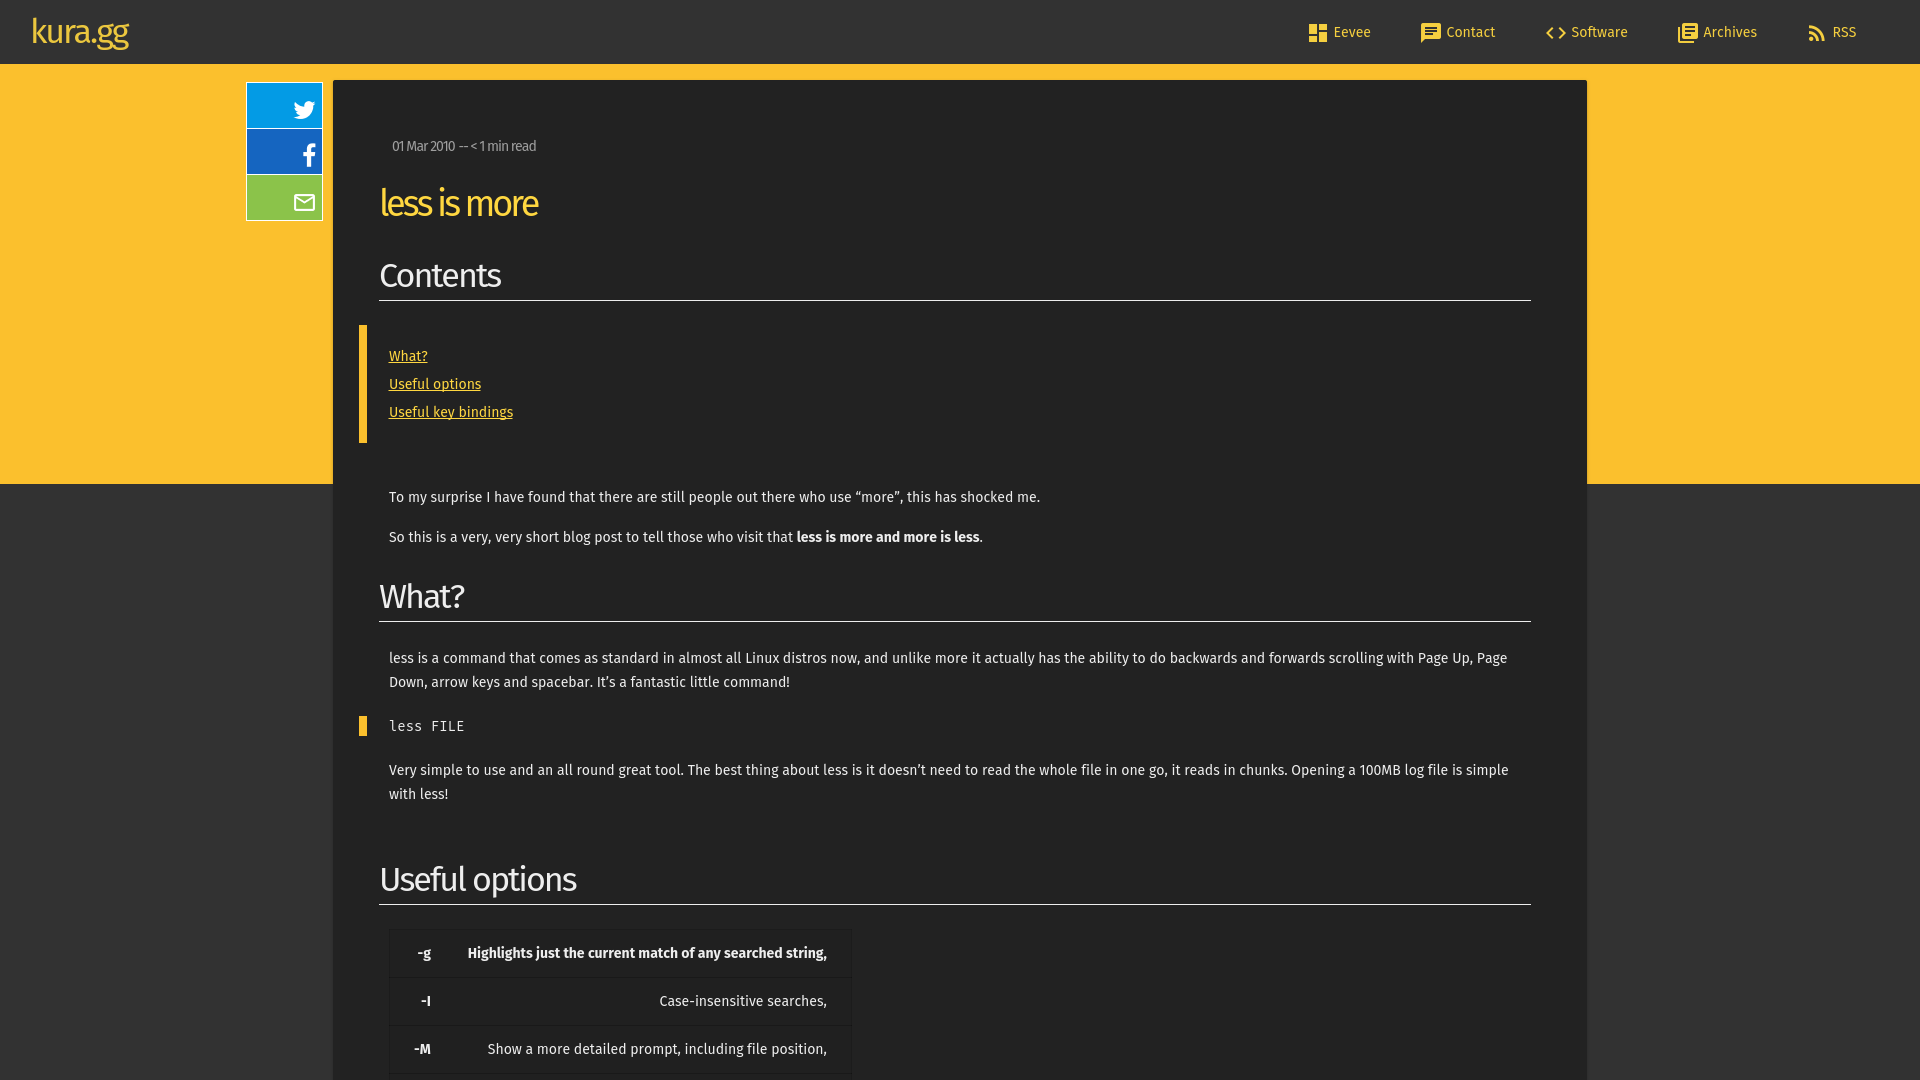 kura.gg
Eevee
Contact
Software
Archives
RSS
01 Mar 2010 -- < 1 min read
less is more
Contents
What?
Useful options
Useful key bindings
To my surprise I have found that there are still people out there who use “more”, this has shocked me.
So this is a very, very short blog post to tell those who visit that less is more and more is less.
What?
less is a command that comes as standard in almost all Linux distros now, and unlike more it actually has the ability to do backwards and forwards scrolling with Page Up, Page
Down, arrow keys and spacebar. It’s a fantastic little command!
less FILE
Very simple to use and an all round great tool. The best thing about less is it doesn’t need to read the whole file in one go, it reads in chunks. Opening a 100MB log file is simple
with less!
Useful options
-g Highlights just the current match of any searched string,
-I Case-insensitive searches,
-M Show a more detailed prompt, including file position,